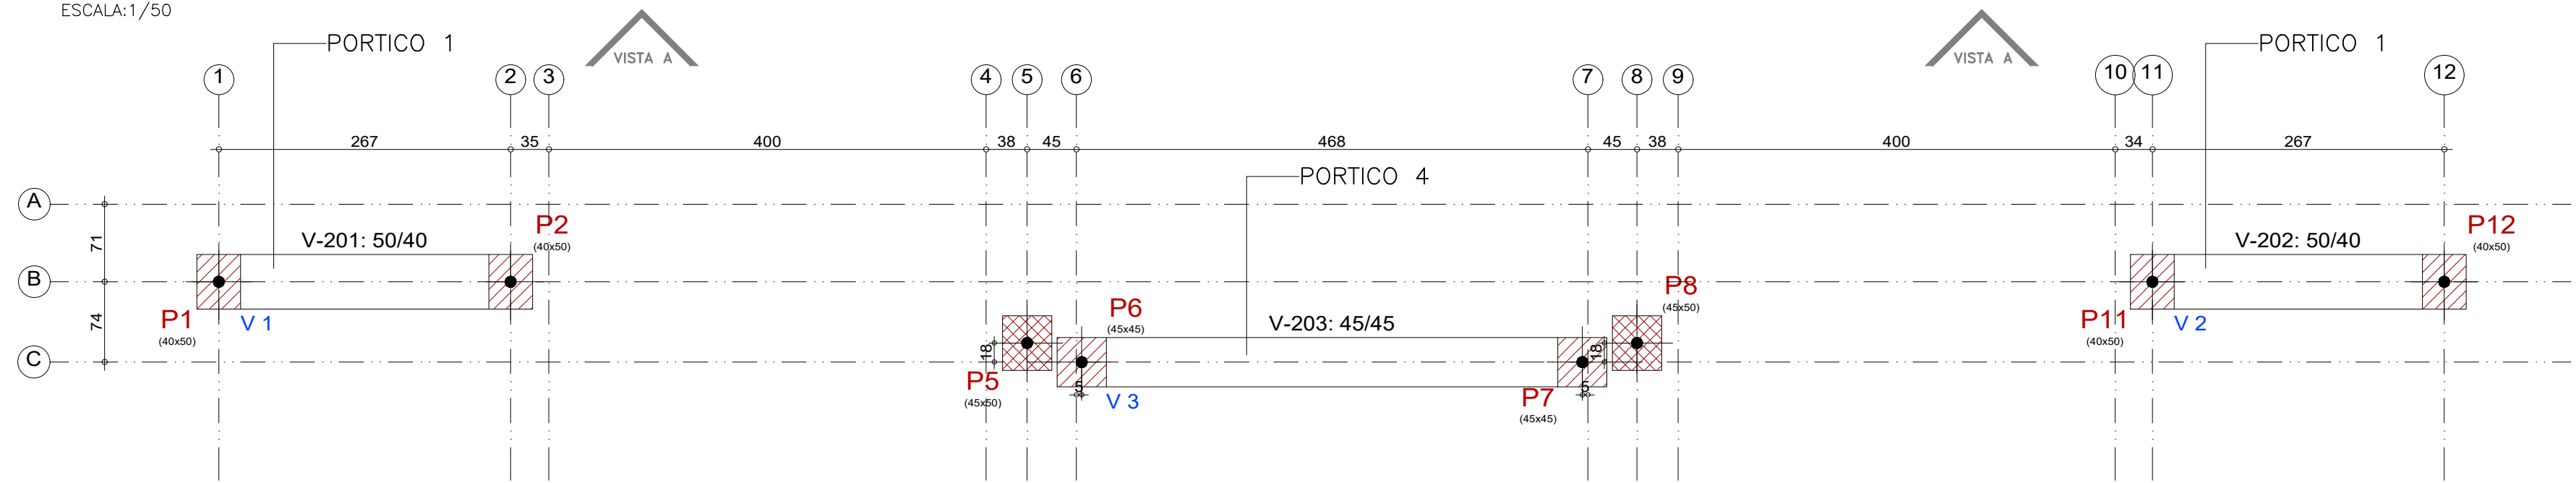 ESCALA:1/50
PORTICO 1
VISTA A
VISTA A
PORTICO 1
1 2 3 4 5 6 7 8 9 10 11 12
267 35 400 38 45 468 45 38 400 34 267
PORTICO 4
A
71
P2
(40x50)
V-201: 50/40
P12
(40x50)
V-202: 50/40
B
P8
(45x50)
74
P1
(40x50)
V 1
P6
(45x45)
V-203: 45/45
P11
(40x50)
V 2
18
18
C
P5
(45x50)
5
V 3
P7
(45x45)
5